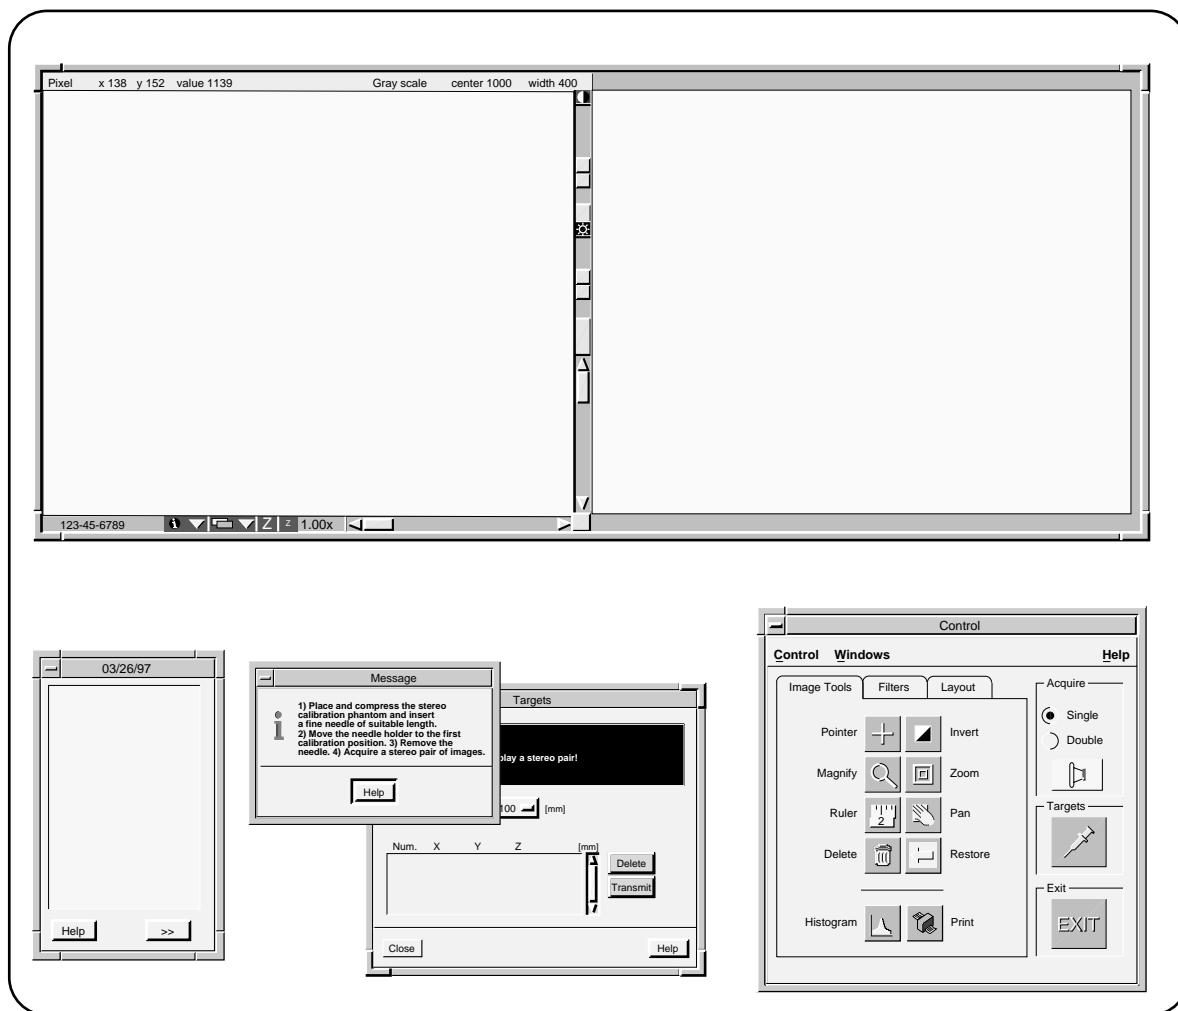 Pixel x 138 y 152 value 1139 Gray scale center 1000 width 400
123-45-6789 i Z z 1.00x
03/26/97
Help >>
Message
1) Place and compress the stereo
calibration phantom and insert
a fine needle of suitable length.
2) Move the needle holder to the first
calibration position. 3) Remove the
needle. 4) Acquire a stereo pair of images.
Help
Targets
play a stereo pair!
100 [mm]
Num. X Y Z [mm]
Delete
Transmit
Close Help
Control
Control Windows Help
Image Tools Filters Layout
Pointer Invert
Magnify Zoom
Ruler 2 Pan
Delete Restore
Histogram Print
Acquire
Single
Double
Targets
Exit
EXIT